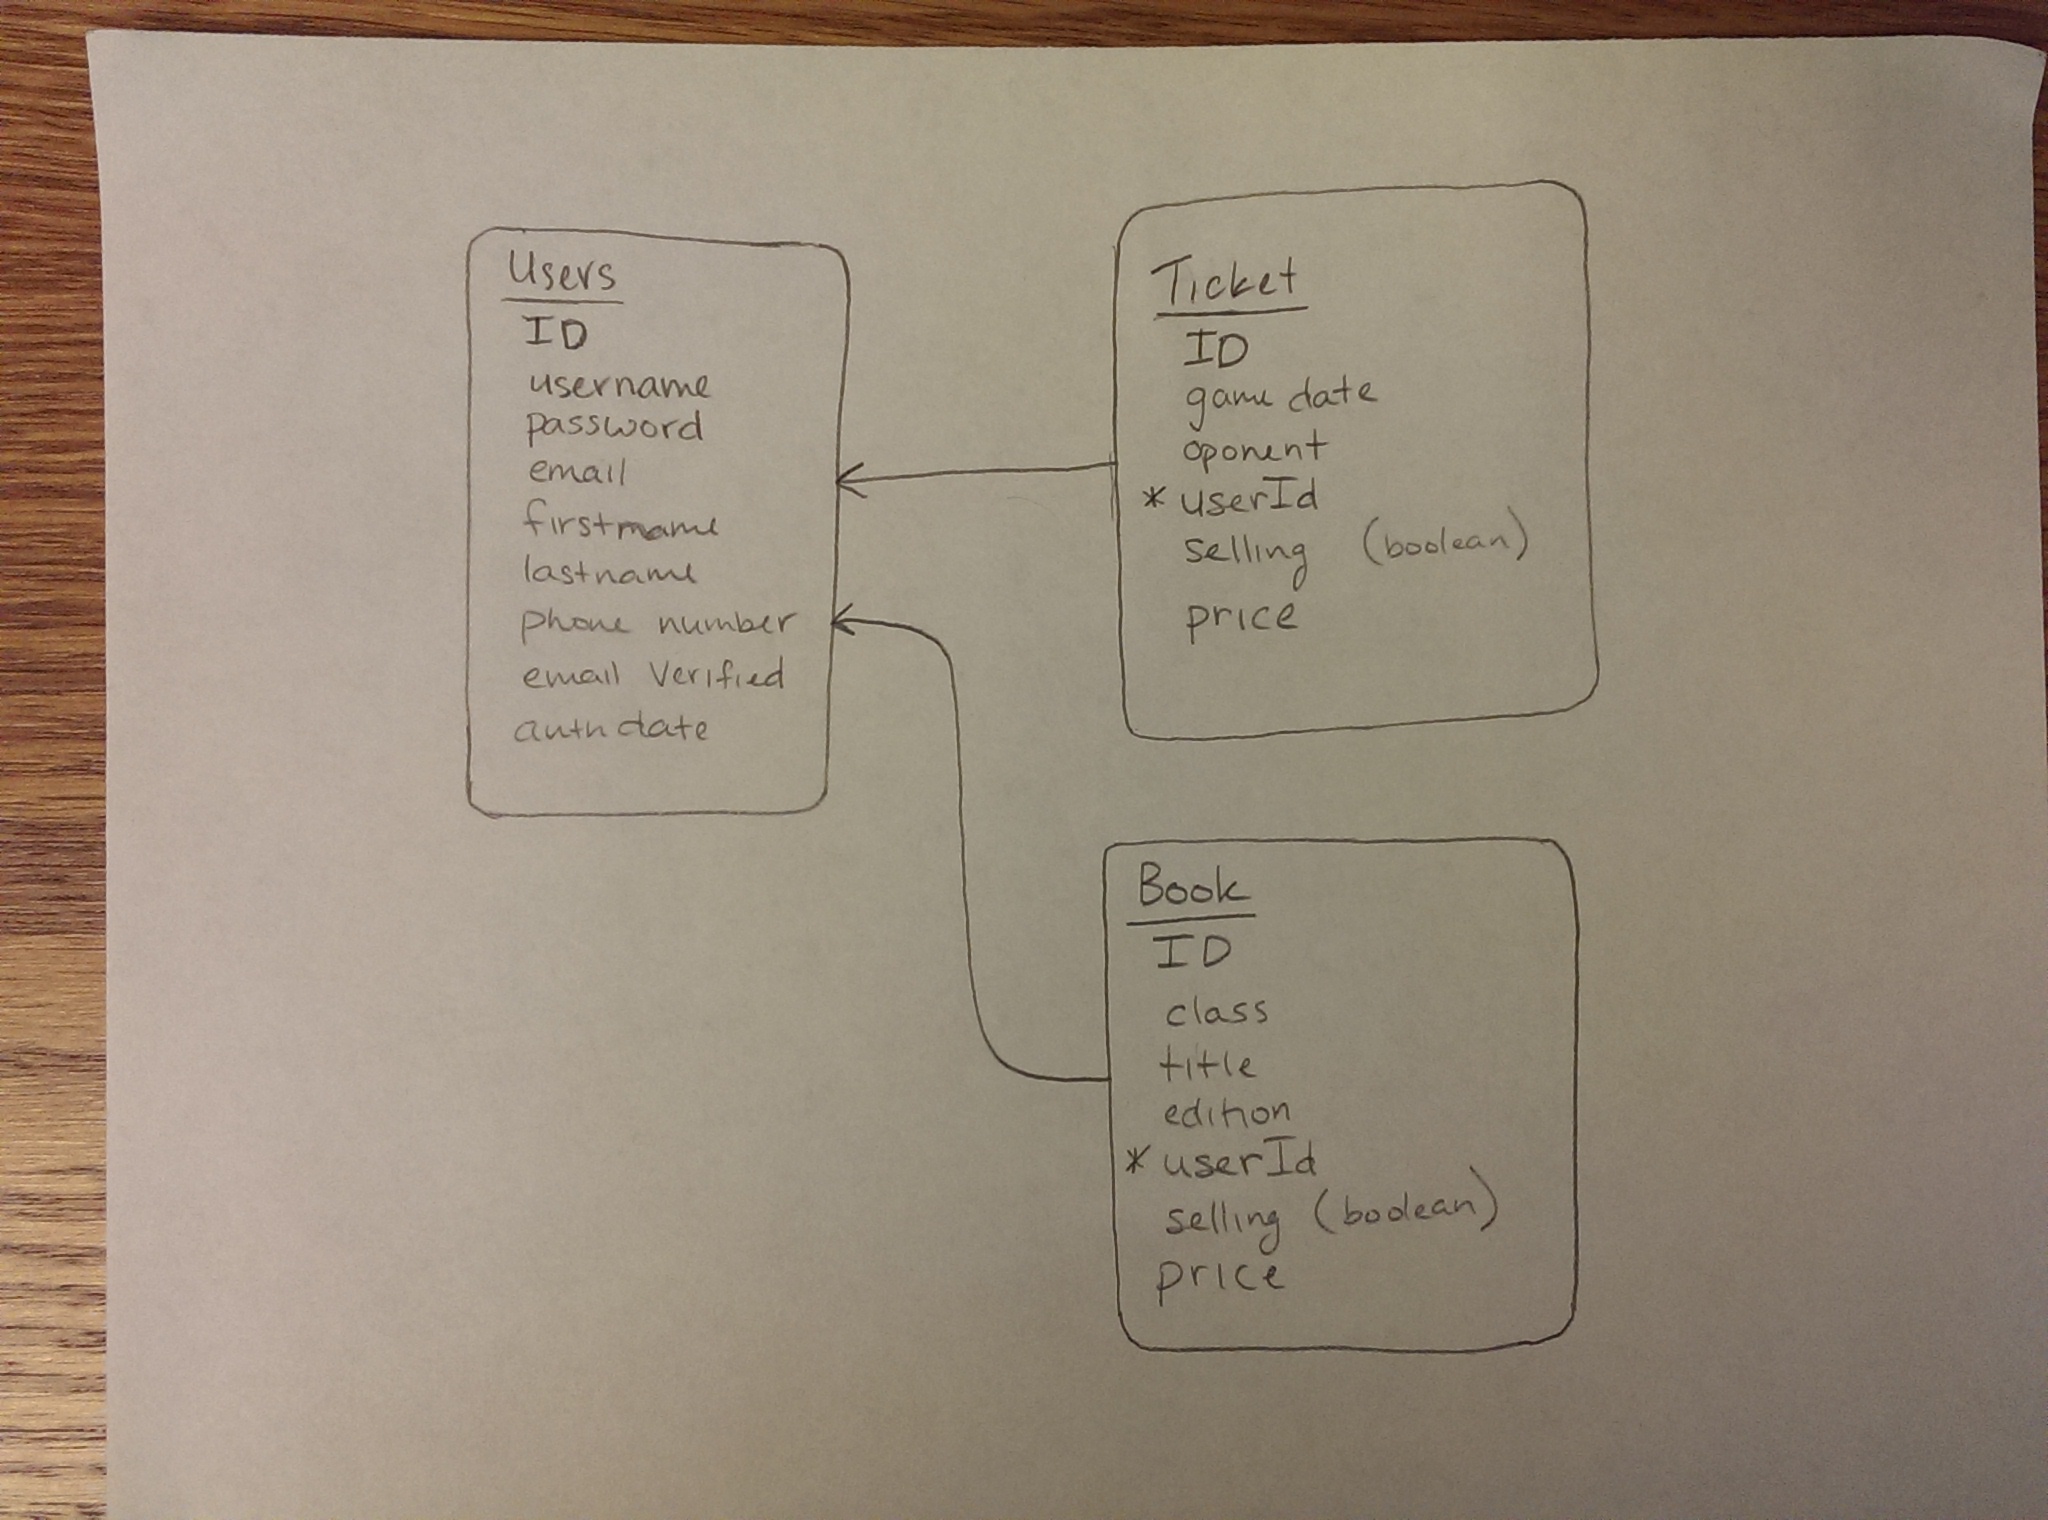 Users
ID
username
password
email
firstname
lastname
phone number
email Verified
auth date
Ticket
ID
game date
oponent
* userId
selling (boolean)
price
Book
ID
class
title
edition
* userId
selling (boolean)
price